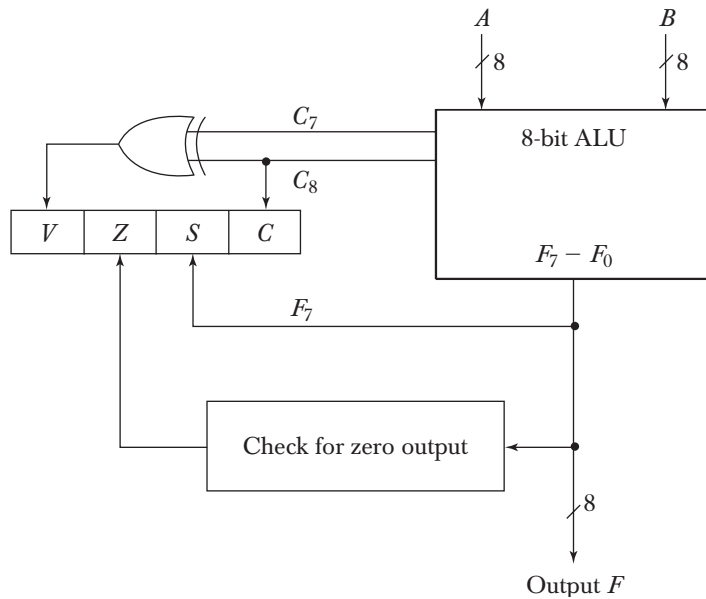 A
B
8
8
C₇
8-bit ALU
C₈
V Z S C
F₇ − F₀
F₇
Check for zero output
8
Output F